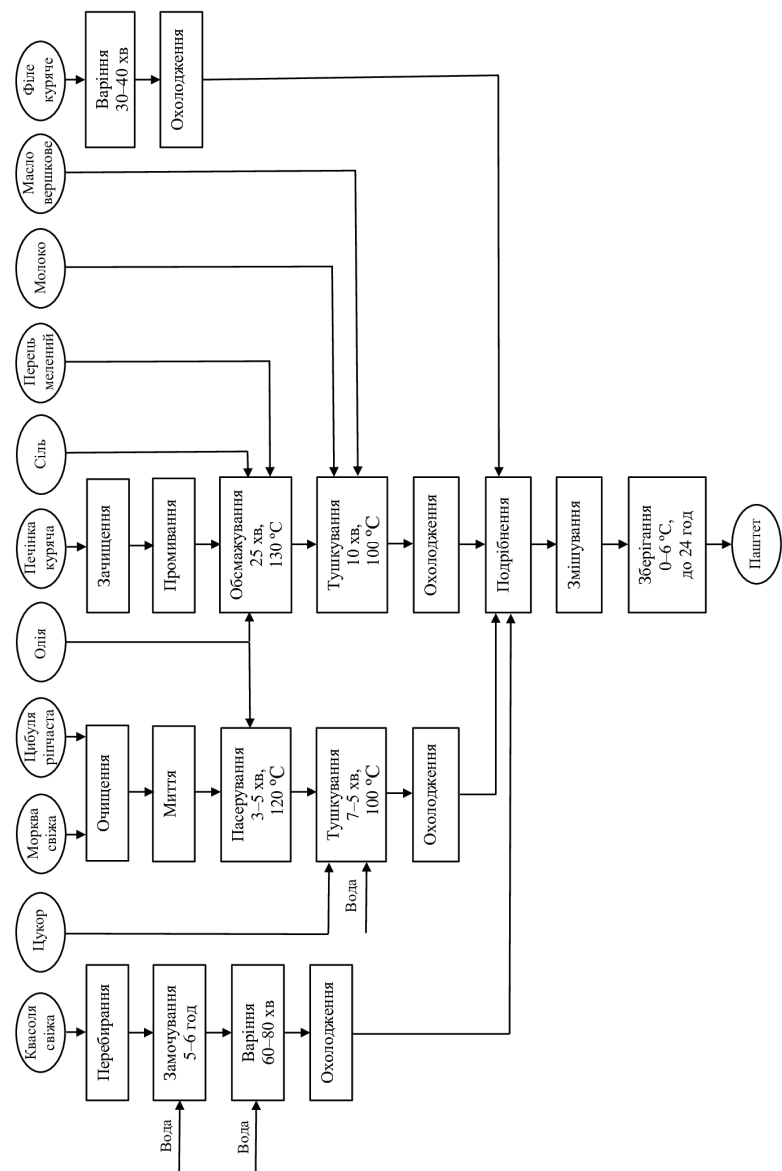 Квасоля
свіжа
Цукор
Морква
свіжа
Цибуля
ріпчаста
Олія
Печінка
куряча
Сіль
Перець
мелений
Молоко
Масло
вершкове
Філе
куряче
Перебирання
Очищення
Зачищення
Варіння
30–40 хв
Вода
Замочування
5–6 год
Миття
Промивання
Охолодження
Вода
Варіння
60–80 хв
Пасерування
3–5 хв,
120 °С
Обсмажування
25 хв,
130 °С
Охолодження
Вода
Тушкування
7–5 хв,
100 °С
Тушкування
10 хв,
100 °С
Охолодження
Охолодження
Подрібнення
Змішування
Зберігання
0–6 °С,
до 24 год
Паштет